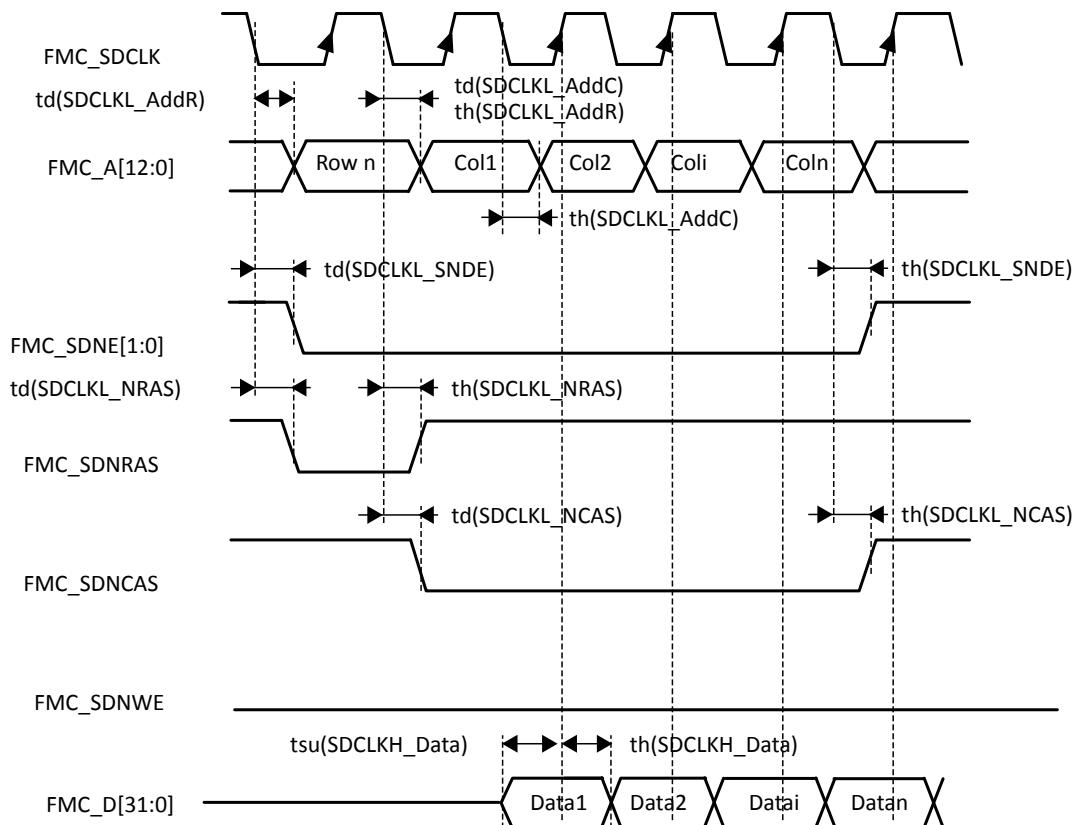 FMC_SDCLK
td(SDCLKL_AddR)
td(SDCLKL_AddC)
th(SDCLKL_AddR)
FMC_A[12:0]
Row n
Col1
Col2
Coli
Coln
th(SDCLKL_AddC)
td(SDCLKL_SNDE)
th(SDCLKL_SNDE)
FMC_SDNE[1:0]
td(SDCLKL_NRAS)
th(SDCLKL_NRAS)
FMC_SDNRAS
td(SDCLKL_NCAS)
th(SDCLKL_NCAS)
FMC_SDNCAS
FMC_SDNWE
tsu(SDCLKH_Data)
th(SDCLKH_Data)
FMC_D[31:0]
Data1
Data2
Datai
Datan